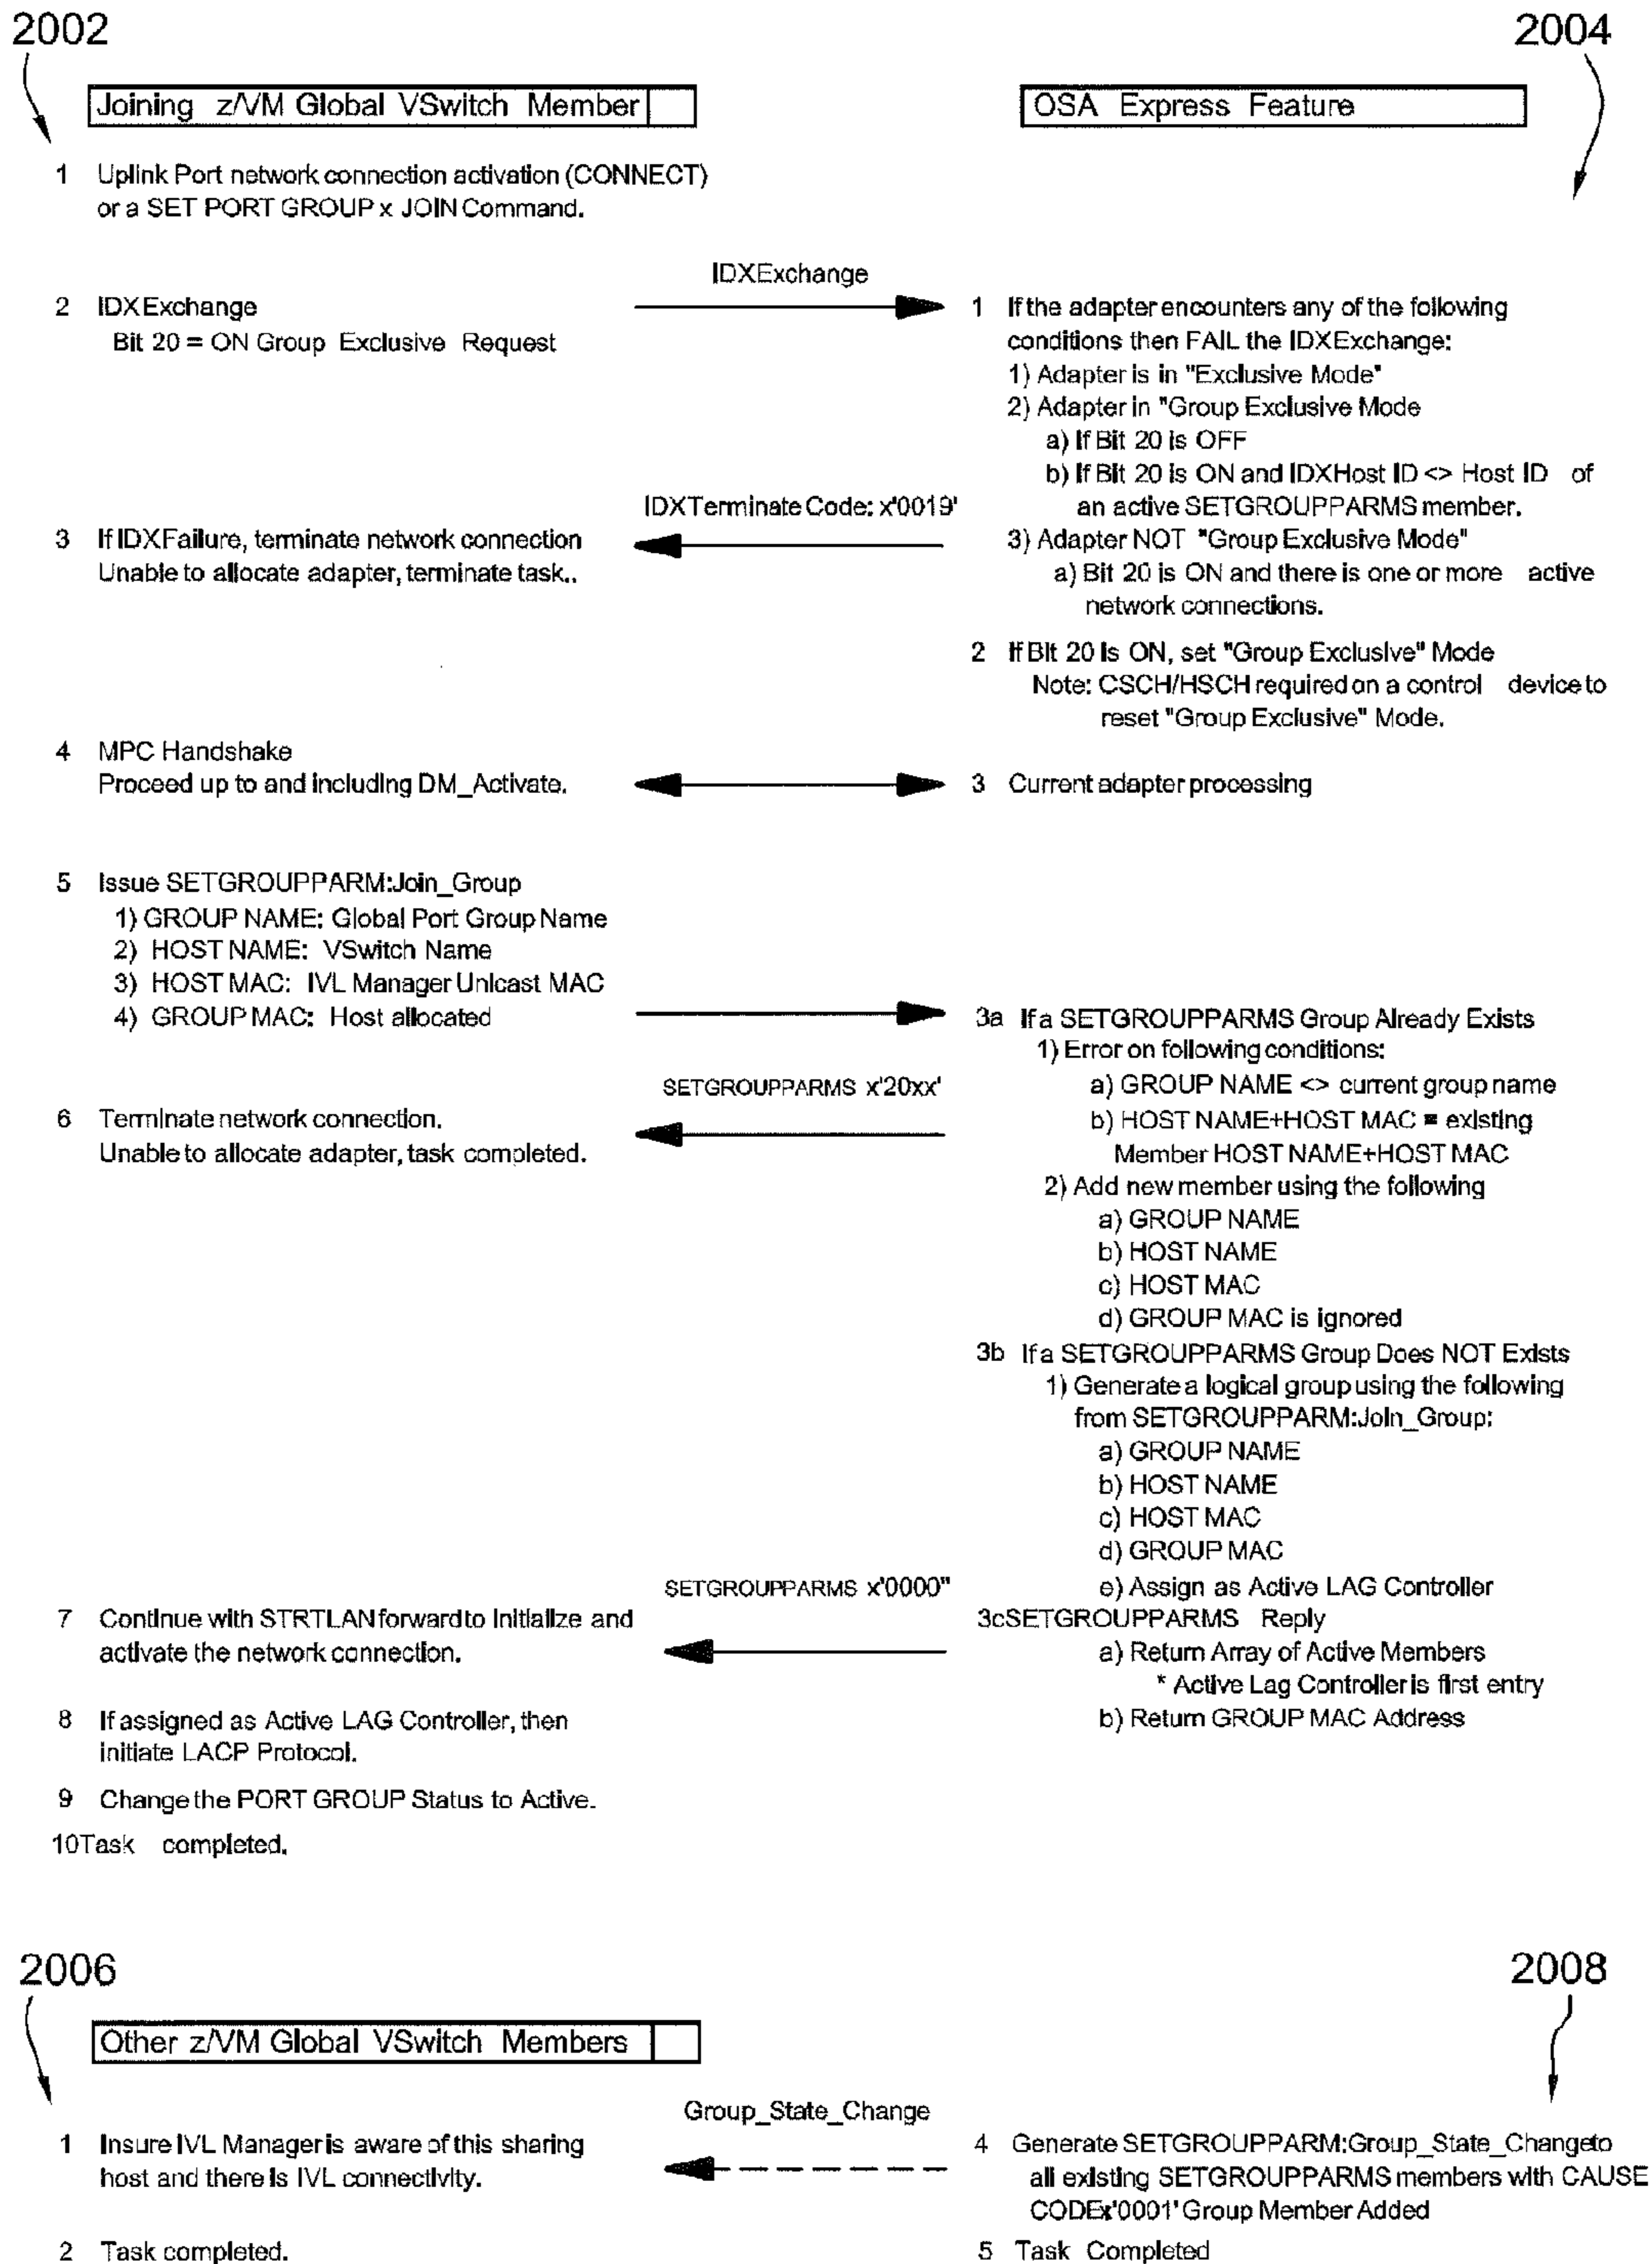 2002
2004
Joining z/VM Global VSwitch Member
OSA Express Feature
1 Uplink Port network connection activation (CONNECT)
or a SET PORT GROUP x JOIN Command.
IDXExchange
2 IDXExchange
Bit 20 = ON Group Exclusive Request
1 If the adapter encounters any of the following
conditions then FAIL the IDXExchange:
1) Adapter is in "Exclusive Mode"
2) Adapter in "Group Exclusive Mode
a) If Bit 20 is OFF
b) If Bit 20 is ON and IDXHost ID <> Host ID of
an active SETGROUPPARMS member.
IDXTerminate Code: x'0019'
3 If IDXFailure, terminate network connection
Unable to allocate adapter, terminate task..
3) Adapter NOT "Group Exclusive Mode"
a) Bit 20 is ON and there is one or more active
network connections.
2 If Bit 20 is ON, set "Group Exclusive" Mode
Note: CSCH/HSCH required on a control device to
reset "Group Exclusive" Mode.
4 MPC Handshake
Proceed up to and including DM_Activate.
3 Current adapter processing
5 Issue SETGROUPPARM:Join_Group
1) GROUP NAME: Global Port Group Name
2) HOST NAME: VSwitch Name
3) HOST MAC: IVL Manager Unicast MAC
4) GROUP MAC: Host allocated
3a If a SETGROUPPARMS Group Already Exists
1) Error on following conditions:
a) GROUP NAME <> current group name
SETGROUPPARMS x'20xx'
6 Terminate network connection.
Unable to allocate adapter, task completed.
b) HOST NAME+HOST MAC = existing
Member HOST NAME+HOST MAC
2) Add new member using the following
a) GROUP NAME
b) HOST NAME
c) HOST MAC
d) GROUP MAC is ignored
3b If a SETGROUPPARMS Group Does NOT Exists
1) Generate a logical group using the following
from SETGROUPPARM:Join_Group:
a) GROUP NAME
b) HOST NAME
c) HOST MAC
d) GROUP MAC
e) Assign as Active LAG Controller
SETGROUPPARMS x'0000"
7 Continue with STRTLAN forward to initialize and
activate the network connection.
3cSETGROUPPARMS Reply
a) Return Array of Active Members
* Active Lag Controller is first entry
b) Return GROUP MAC Address
8 If assigned as Active LAG Controller, then
initiate LACP Protocol.
9 Change the PORT GROUP Status to Active.
10Task completed.
2006
2008
Other z/VM Global VSwitch Members
Group_State_Change
1 Insure IVL Manager is aware of this sharing
host and there is IVL connectivity.
4 Generate SETGROUPPARM:Group_State_Changeto
all existing SETGROUPPARMS members with CAUSE
CODEx'0001' Group Member Added
2 Task completed.
5 Task Completed